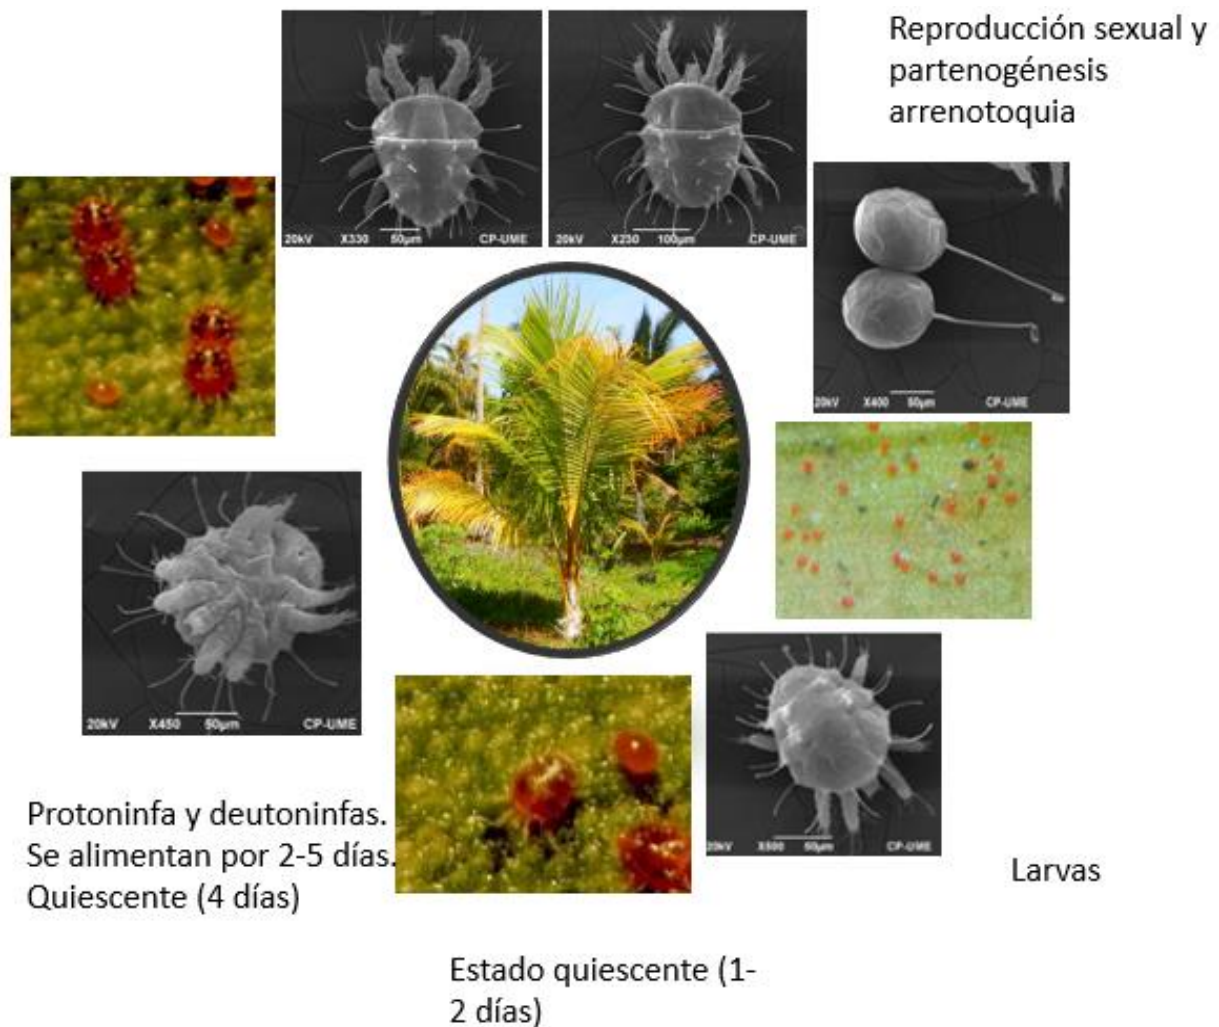 Reproducción sexual y
partenogénesis
arrenotoquia
20kV X330 50µm CP-UME
20kV X230 100µm CP-UME
20kV X400 50µm CP-UME
20kV X450 50µm CP-UME
20kV X500 50µm CP-UME
Protoninfa y deutoninfas.
Se alimentan por 2-5 días.
Quiescente (4 días)
Larvas
Estado quiescente (1-
2 días)